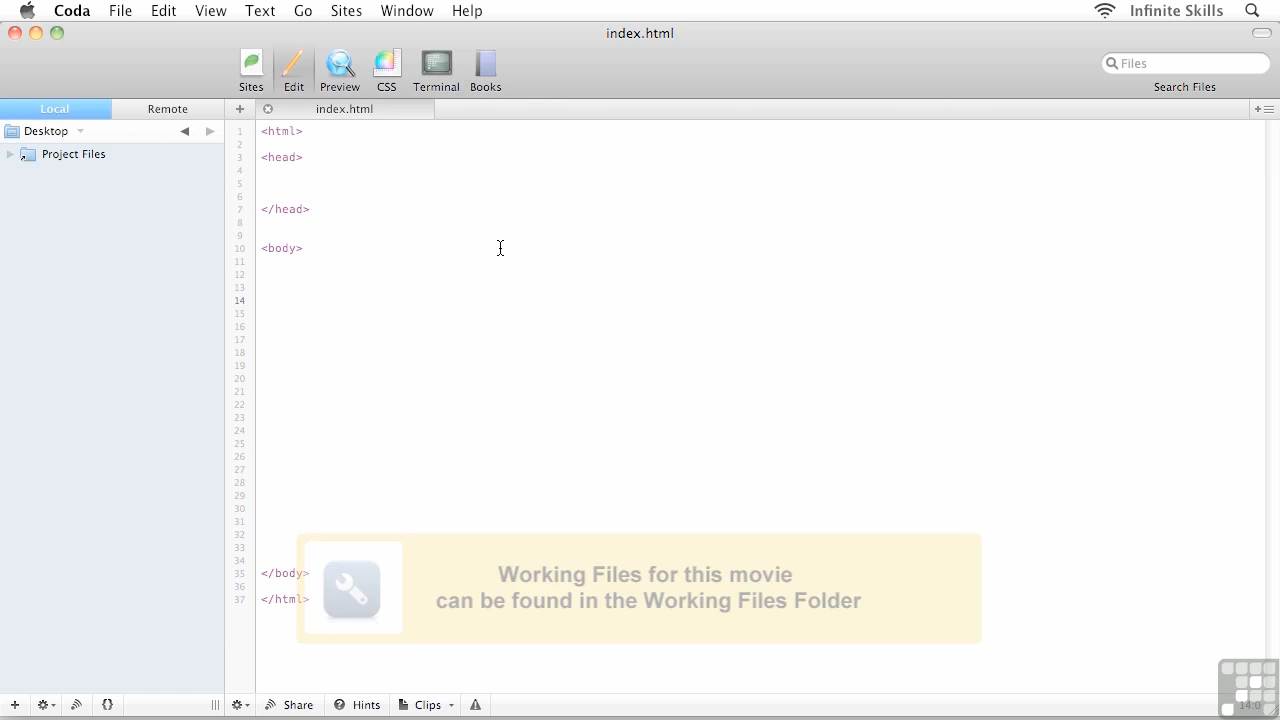 Coda File Edit View Text Go Sites Window Help Infinite Skills
index.html
Sites Edit Preview CSS Terminal Books Files
Search Files
Local Remote + index.html
Desktop
Project Files
1 <html>
2
3 <head>
4
5
6
7 </head>
8
9
10 <body>
11
12
13
14
15
16
17
18
19
20
21
22
23
24
25
26
27
28
29
30
31
32
33
34
35 </body>
36
37 </html>
Working Files for this movie
can be found in the Working Files Folder
+ {} Share Hints Clips 14:0